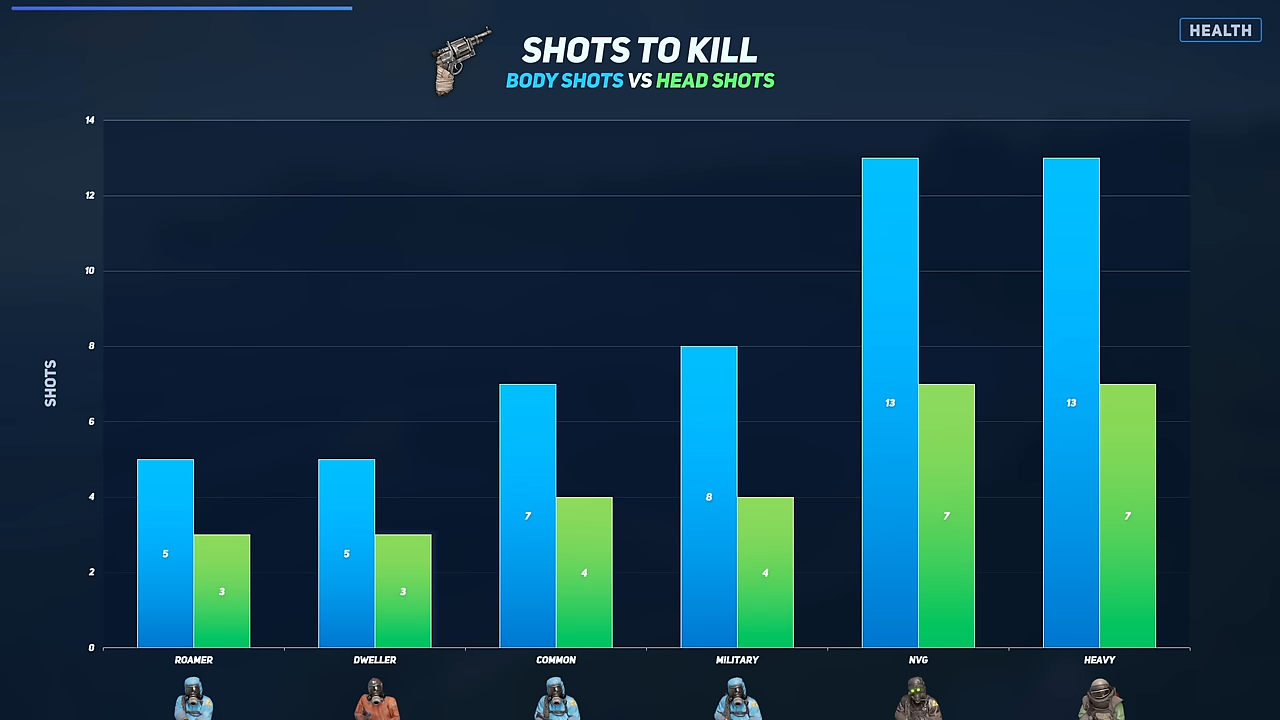 HEALTH
SHOTS TO KILL
BODY SHOTS VS HEAD SHOTS
14
12
10
8
6
4
2
0
SHOTS
5
3
5
3
7
4
8
4
13
7
13
7
ROAMER
DWELLER
COMMON
MILITARY
NVG
HEAVY